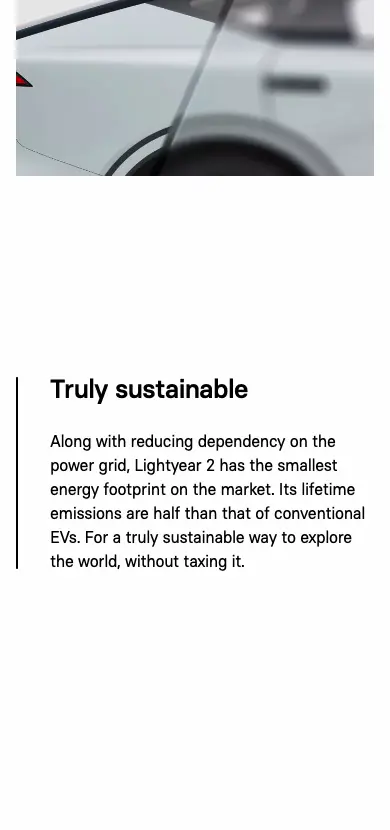 Truly sustainable
Along with reducing dependency on the
power grid, Lightyear 2 has the smallest
energy footprint on the market. Its lifetime
emissions are half than that of conventional
EVs. For a truly sustainable way to explore
the world, without taxing it.